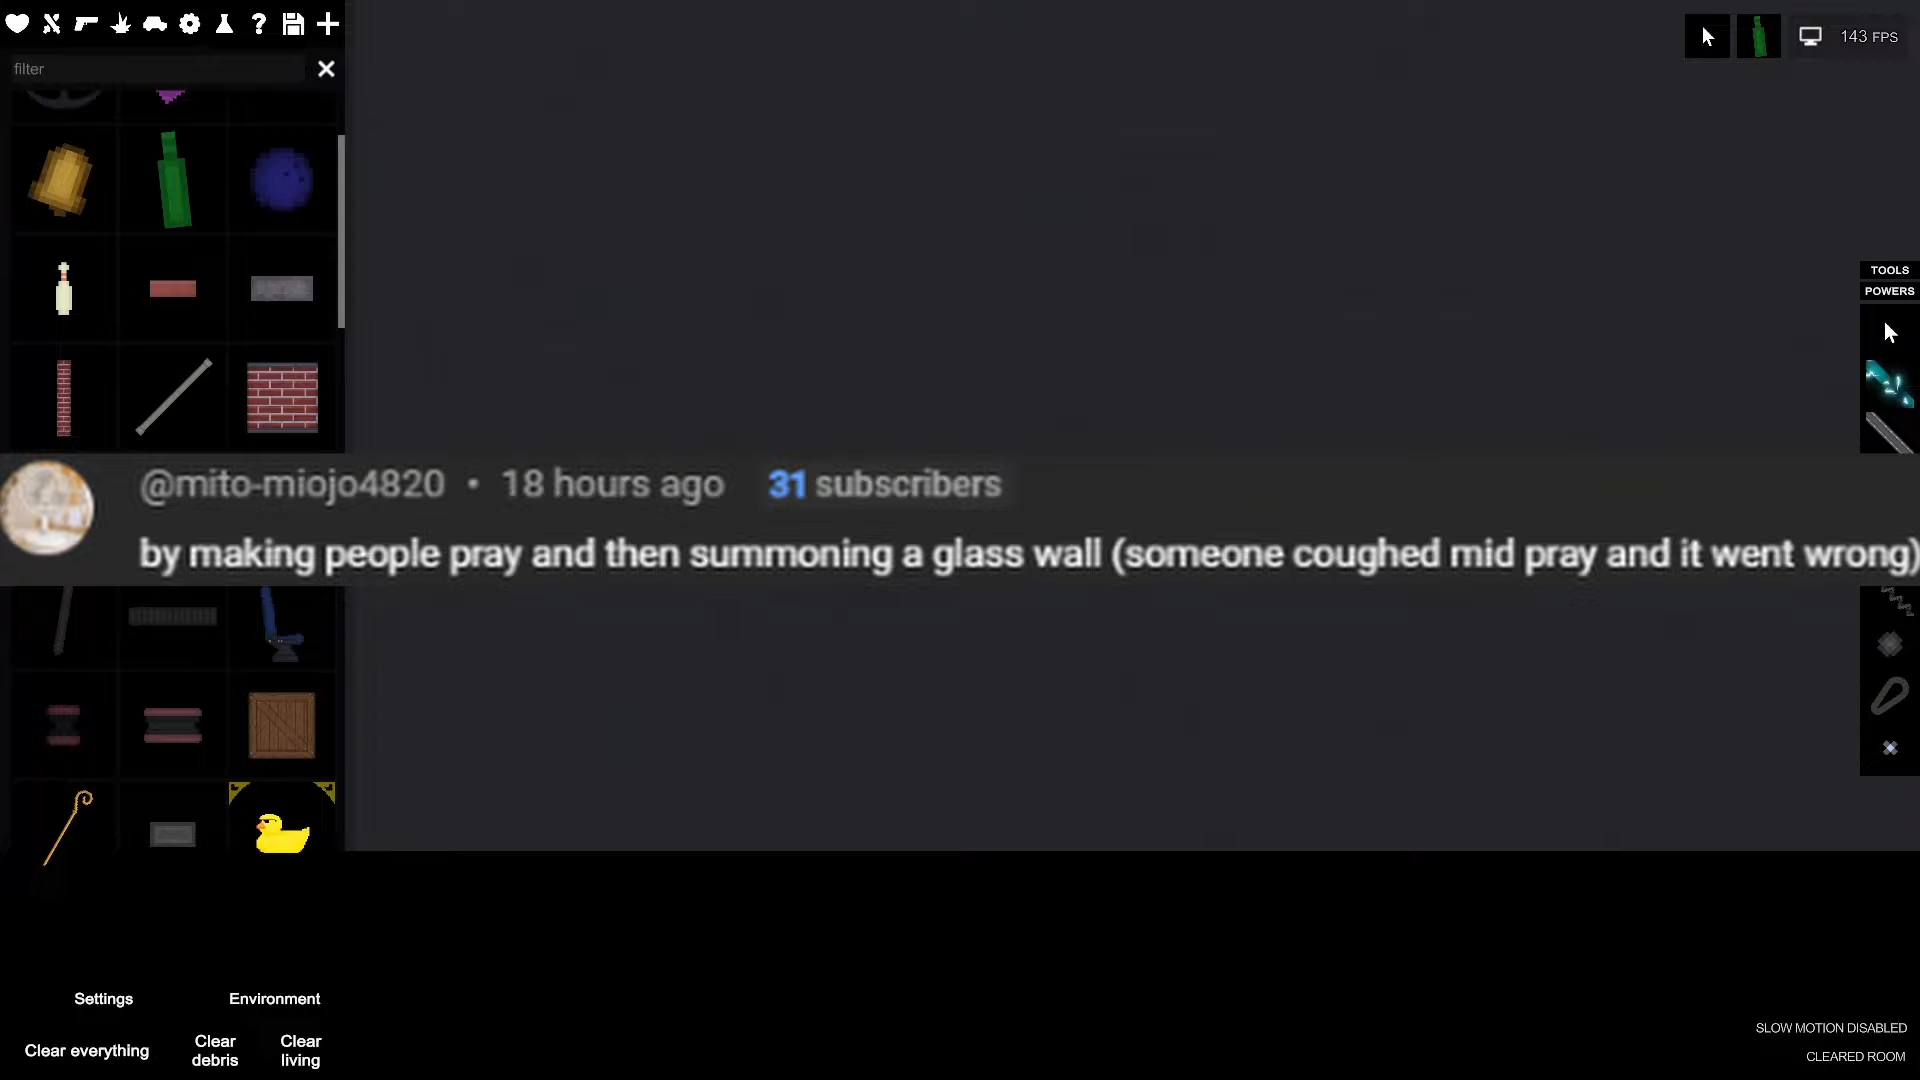 filter
143 FPS
TOOLS
POWERS
@mito-miojo4820 • 18 hours ago 31 subscribers
by making people pray and then summoning a glass wall (someone coughed mid pray and it went wrong)
Settings
Environment
Clear everything
Clear
debris
Clear
living
SLOW MOTION DISABLED
CLEARED ROOM